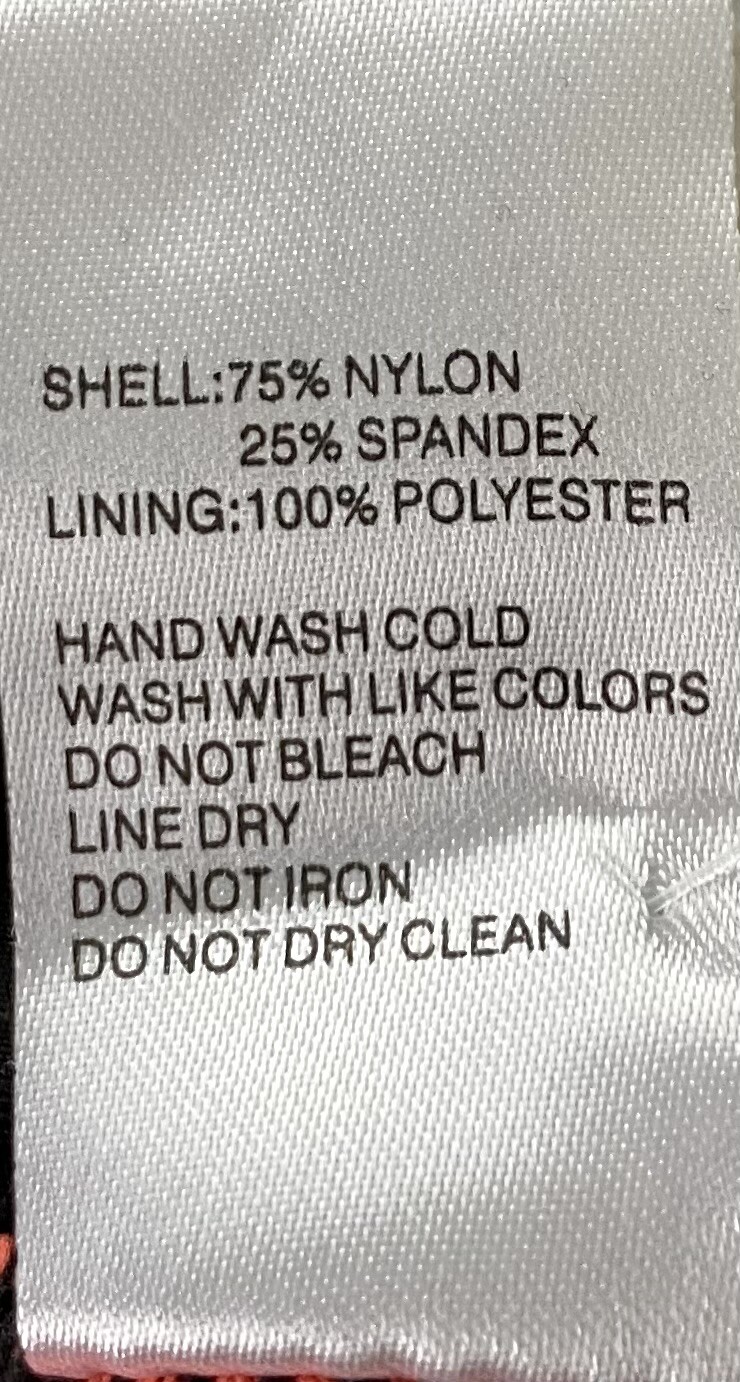 SHELL:75% NYLON
25% SPANDEX
LINING:100% POLYESTER
HAND WASH COLD
WASH WITH LIKE COLORS
DO NOT BLEACH
LINE DRY
DO NOT IRON
DO NOT DRY CLEAN